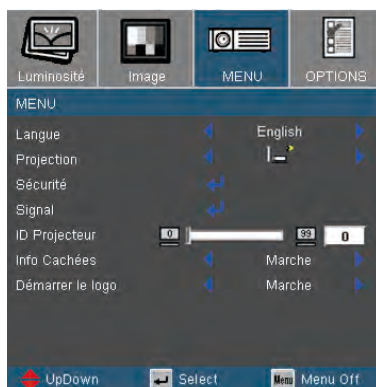 Luminosité Image MENU OPTIONS
MENU
Langue English
Projection
Sécurité
Signal
ID Projecteur 0 99 0
Info Cachées Marche
Démarrer le logo Marche
UpDown Select Menu Menu Off